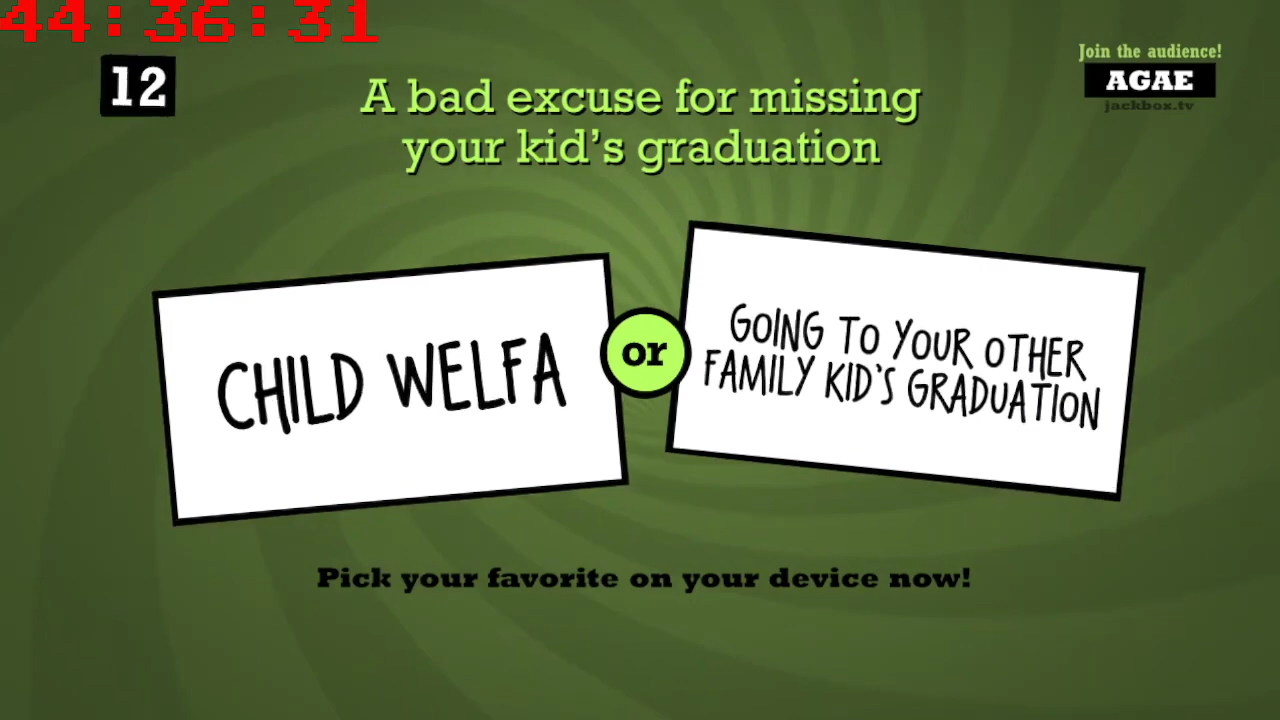 44:36:31
12
Join the audience!
AGAE
jackbox.tv
A bad excuse for missing
your kid's graduation
CHILD WELFA
or
GOING TO YOUR OTHER
FAMILY KID'S GRADUATION
Pick your favorite on your device now!